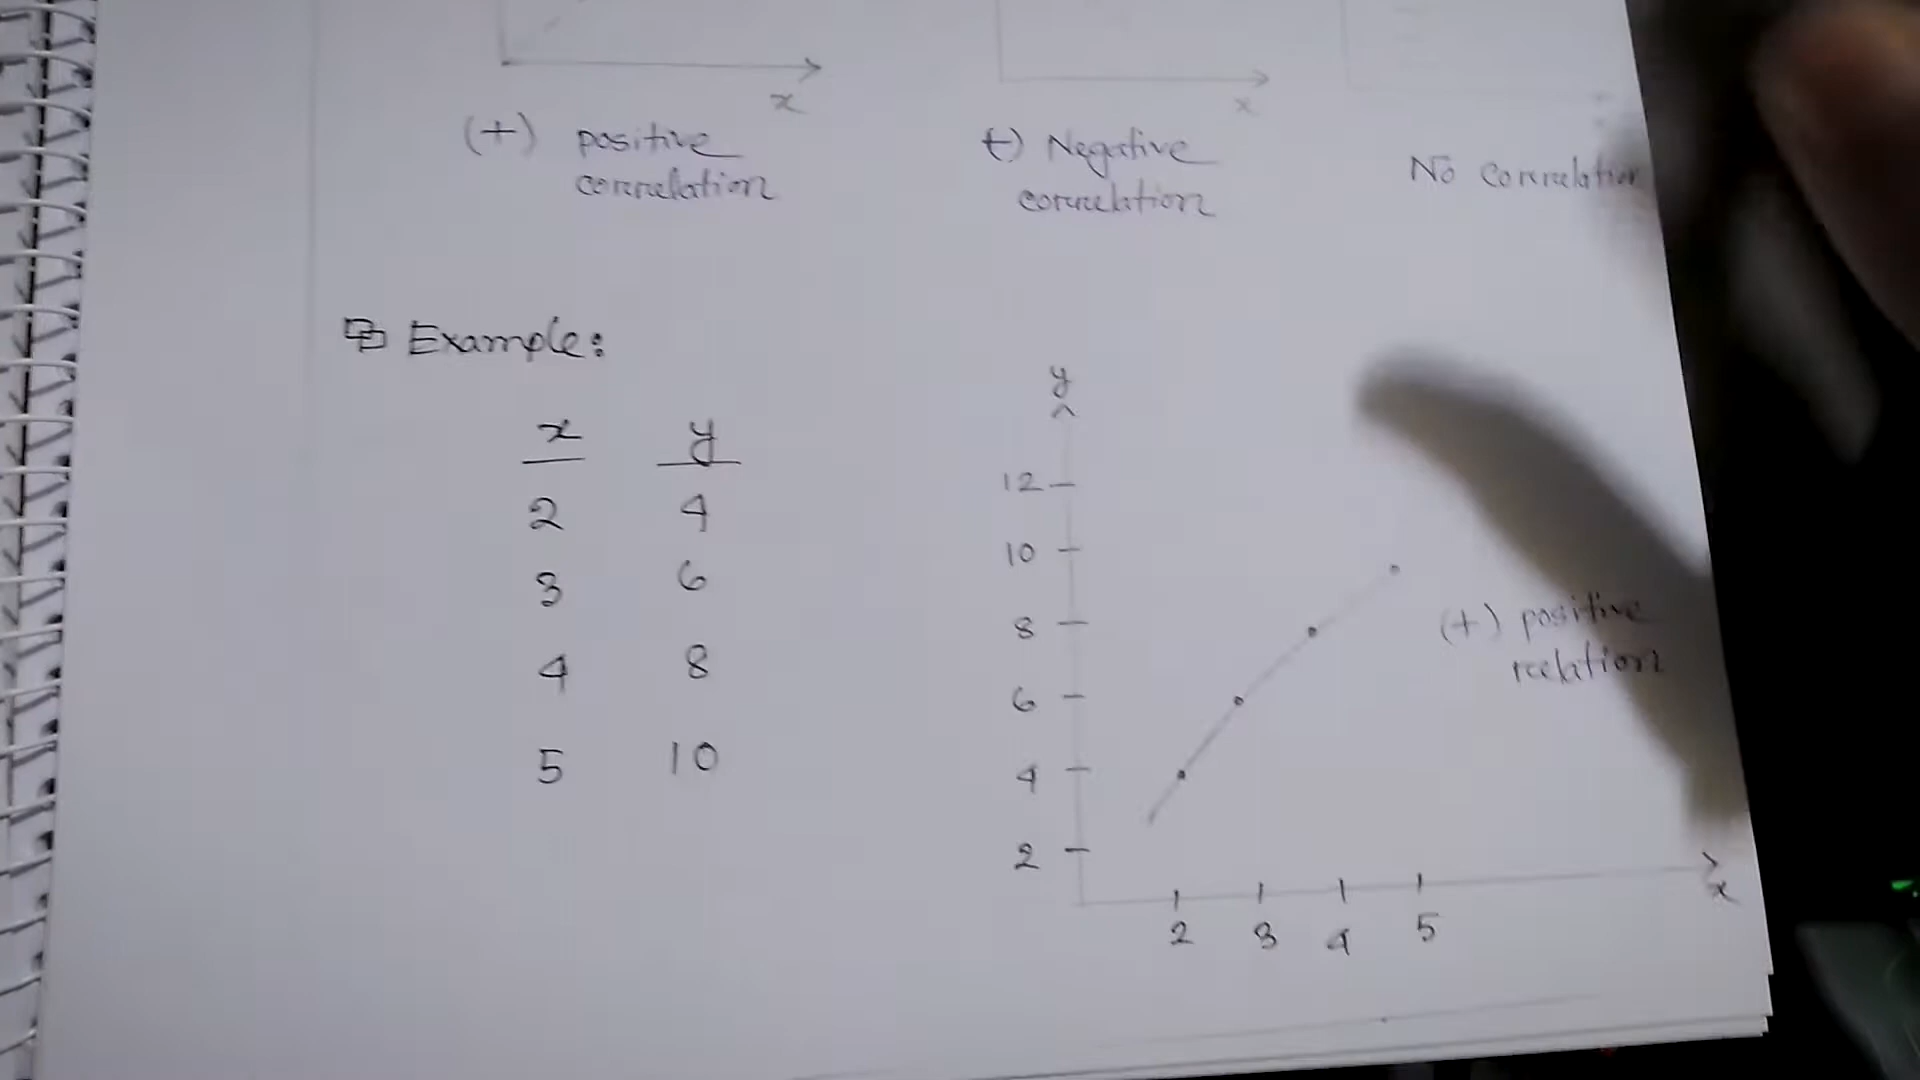 x
x
(+) positive
correlation
(-) Negative
correlation
No correlation
Example:
x y
2 4
3 6
4 8
5 10
y
12
10
8
6
4
2
(+) positive
relation
x
2 3 4 5